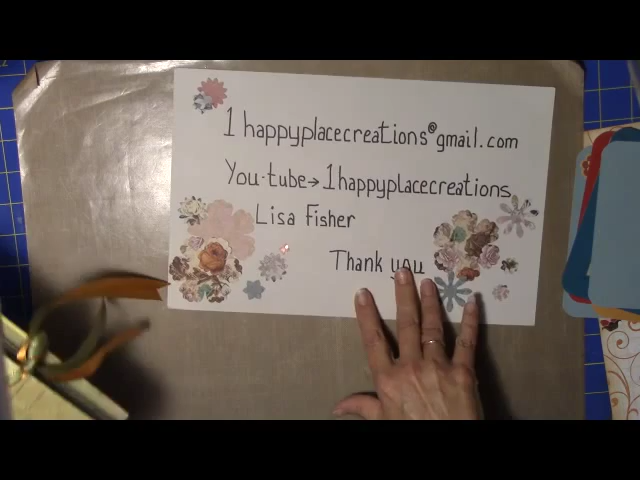 1happyplacecreations@gmail.com
You-tube→1happyplacecreations
Lisa Fisher
Thank you